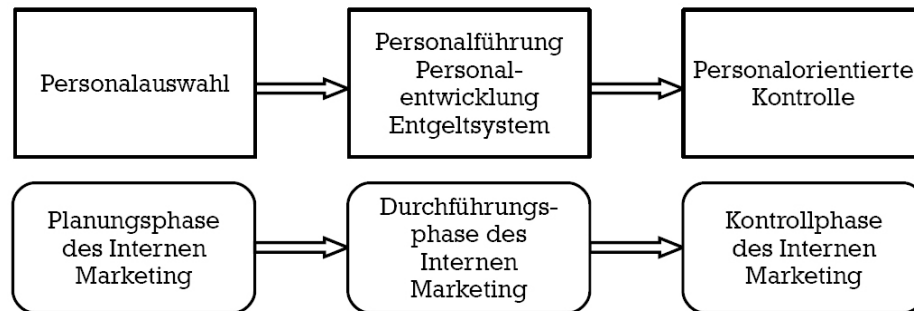 Personalauswahl
Personalführung
Personal-
entwicklung
Entgeltsystem
Personalorientierte
Kontrolle
Planungsphase
des Internen
Marketing
Durchführungs-
phase des
Internen
Marketing
Kontrollphase
des Internen
Marketing